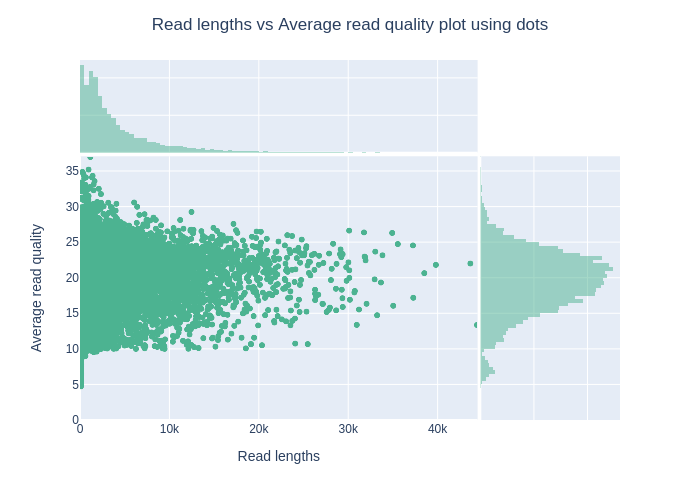 Read lengths vs Average read quality plot using dots
35
30
25
20
15
10
5
0
Average read quality
0 10k 20k 30k 40k
Read lengths